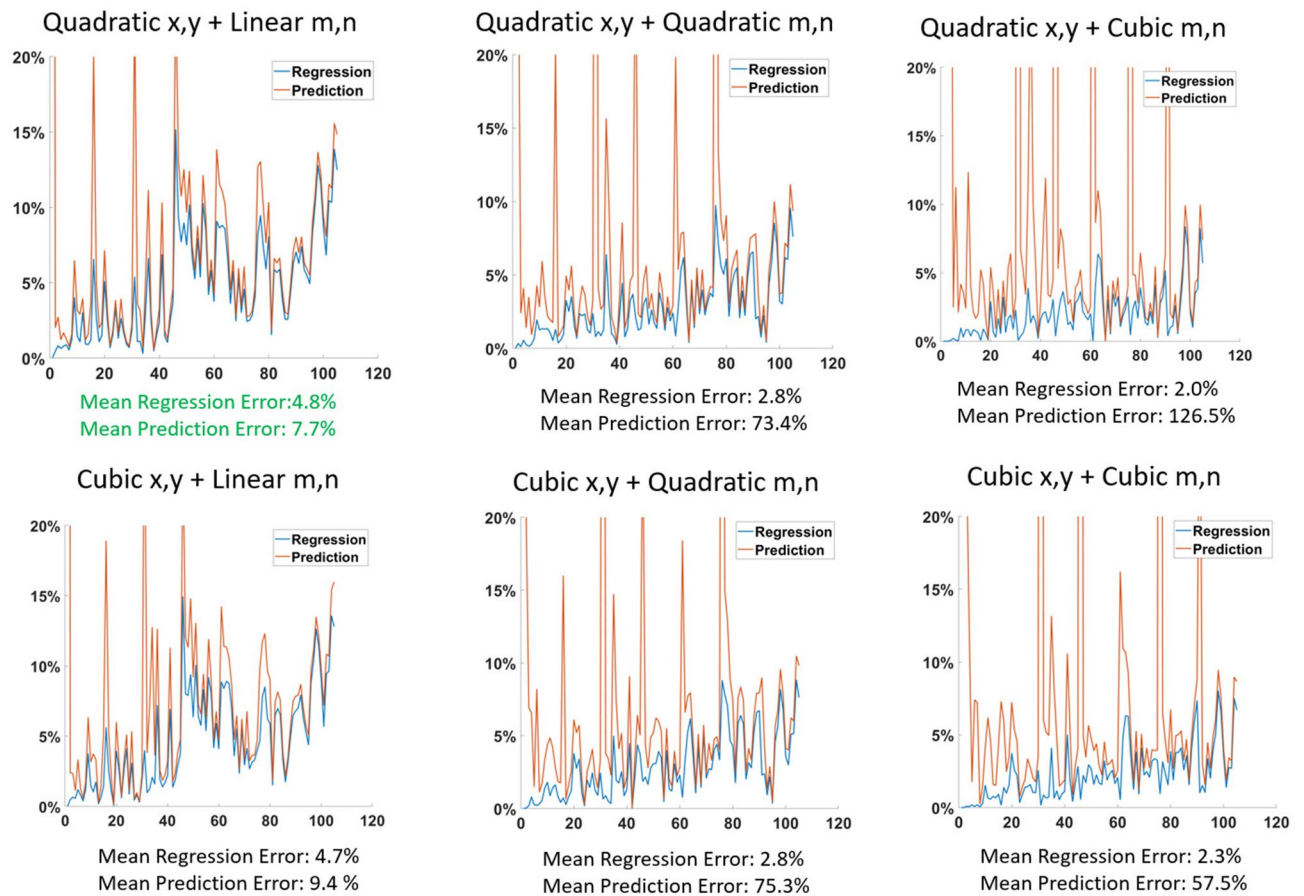 Quadratic x,y + Linear m,n
20%
15%
10%
5%
0%
0 20 40 60 80 100 120
Regression
Prediction
Mean Regression Error:4.8%
Mean Prediction Error: 7.7%
Quadratic x,y + Quadratic m,n
20%
15%
10%
5%
0%
0 20 40 60 80 100 120
Regression
Prediction
Mean Regression Error: 2.8%
Mean Prediction Error: 73.4%
Quadratic x,y + Cubic m,n
20%
15%
10%
5%
0%
0 20 40 60 80 100 120
Regression
Prediction
Mean Regression Error: 2.0%
Mean Prediction Error: 126.5%
Cubic x,y + Linear m,n
20%
15%
10%
5%
0%
0 20 40 60 80 100 120
Regression
Prediction
Mean Regression Error: 4.7%
Mean Prediction Error: 9.4 %
Cubic x,y + Quadratic m,n
20%
15%
10%
5%
0%
0 20 40 60 80 100 120
Regression
Prediction
Mean Regression Error: 2.8%
Mean Prediction Error: 75.3%
Cubic x,y + Cubic m,n
20%
15%
10%
5%
0%
0 20 40 60 80 100 120
Regression
Prediction
Mean Regression Error: 2.3%
Mean Prediction Error: 57.5%